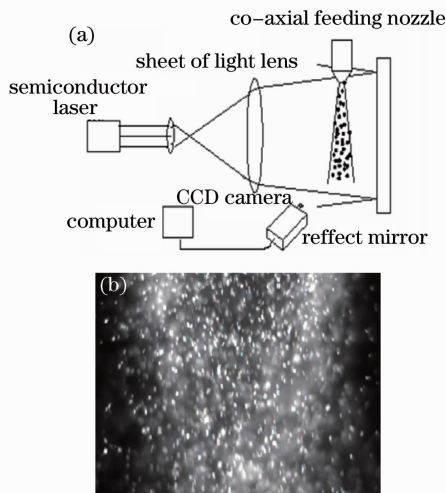 (a)
co-axial feeding nozzle
sheet of light lens
semiconductor
laser
CCD camera
computer
reffect mirror
(b)